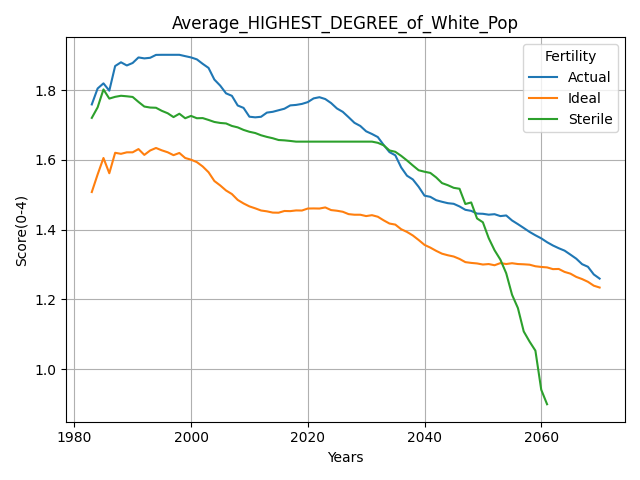 Average_HIGHEST_DEGREE_of_White_Pop
Fertility
Actual
Ideal
Sterile
Score(0-4)
1.8
1.6
1.4
1.2
1.0
1980
2000
2020
2040
2060
Years